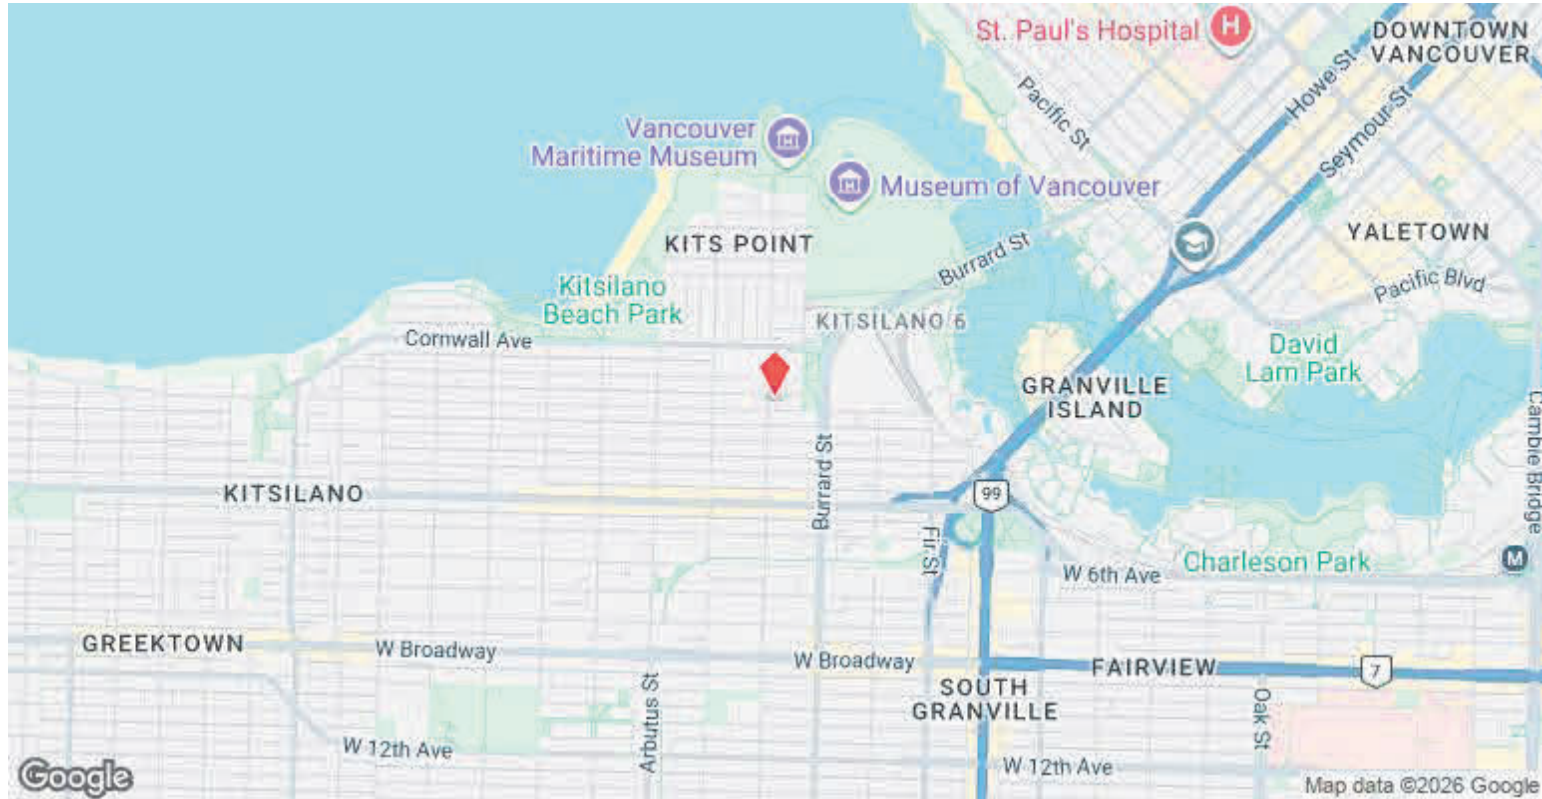 St. Paul's Hospital
H
DOWNTOWN
VANCOUVER
Howe St
Pacific St
Seymour St
Vancouver
Maritime Museum
Museum of Vancouver
KITS POINT
YALETOWN
Burrard St
Pacific Blvd
Kitsilano
Beach Park
KITSILANO 6
Cornwall Ave
David
Lam Park
GRANVILLE
ISLAND
Cambie Bridge
Burrard St
KITSILANO
99
Fir St
Charleson Park
M
W 6th Ave
GREEKTOWN
W Broadway
W Broadway
FAIRVIEW
7
SOUTH
GRANVILLE
Arbutus St
Oak St
W 12th Ave
W 12th Ave
Google
Map data ©2026 Google